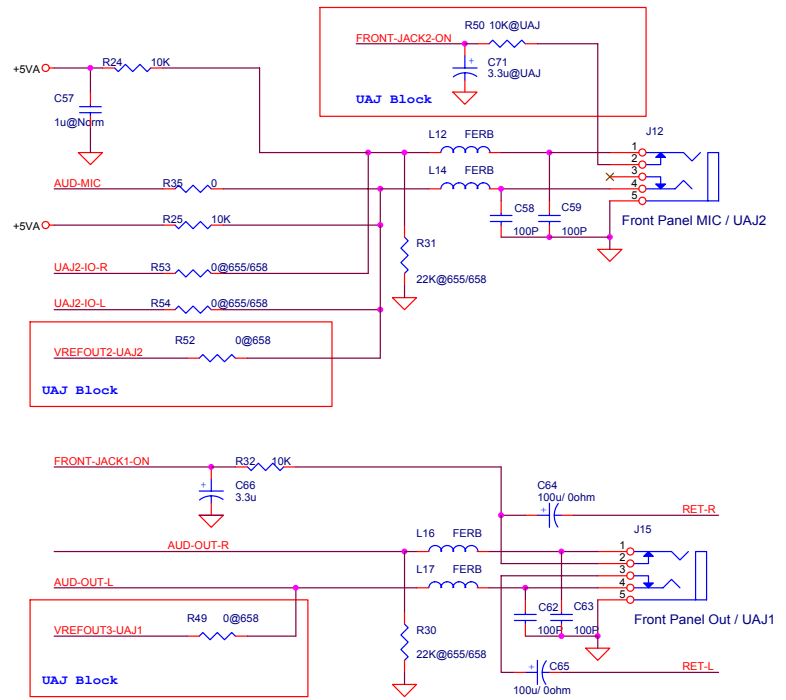 R50 10K@UAJ
FRONT-JACK2-ON
C71
3.3u@UAJ
UAJ Block
+5VA
R24 10K
C57
1u@Norm
J12
L12 FERB
1
2
3
4
5
L14 FERB
AUD-MIC
R35 0
+5VA
R25 10K
C58 C59
100P 100P
Front Panel MIC / UAJ2
R31
22K@655/658
UAJ2-IO-R
R53 0@655/658
UAJ2-IO-L
R54 0@655/658
R52 0@658
VREFOUT2-UAJ2
UAJ Block
FRONT-JACK1-ON
R32 10K
C66
3.3u
C64
100u/ 0ohm
RET-R
J15
AUD-OUT-R
L16 FERB
1
2
3
4
5
AUD-OUT-L
L17 FERB
R49 0@658
VREFOUT3-UAJ1
UAJ Block
C62 C63
100P 100P
Front Panel Out / UAJ1
R30
22K@655/658
C65
100u/ 0ohm
RET-L